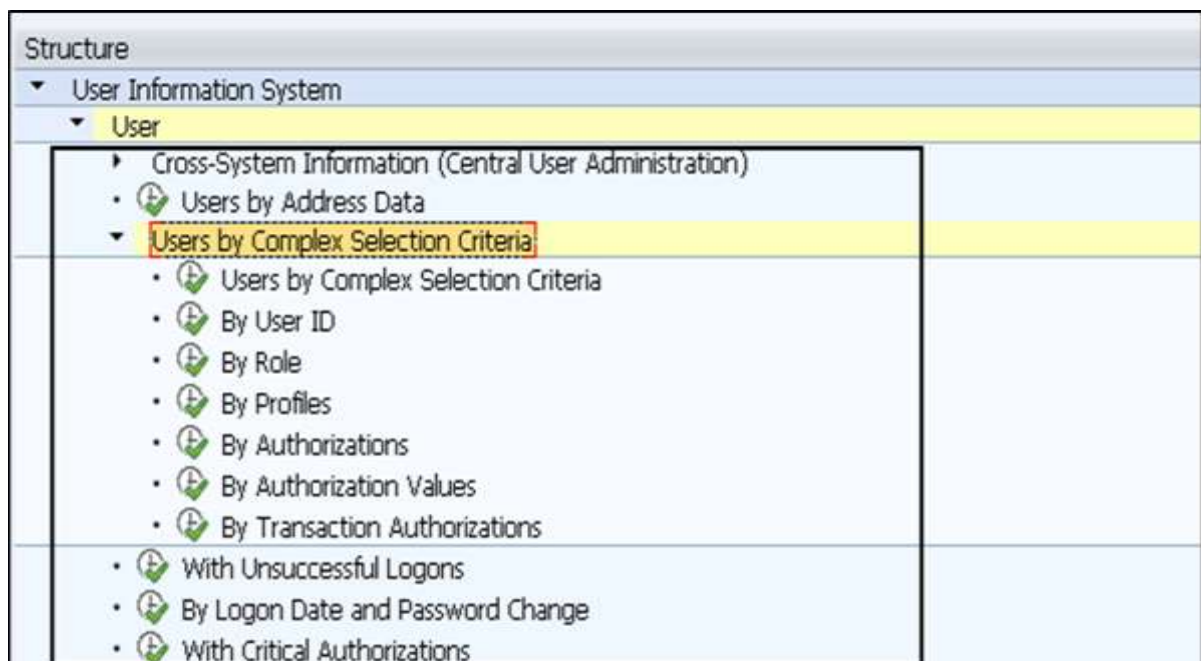 Structure
User Information System
User
Cross-System Information (Central User Administration)
Users by Address Data
Users by Complex Selection Criteria
Users by Complex Selection Criteria
By User ID
By Role
By Profiles
By Authorizations
By Authorization Values
By Transaction Authorizations
With Unsuccessful Logons
By Logon Date and Password Change
With Critical Authorizations